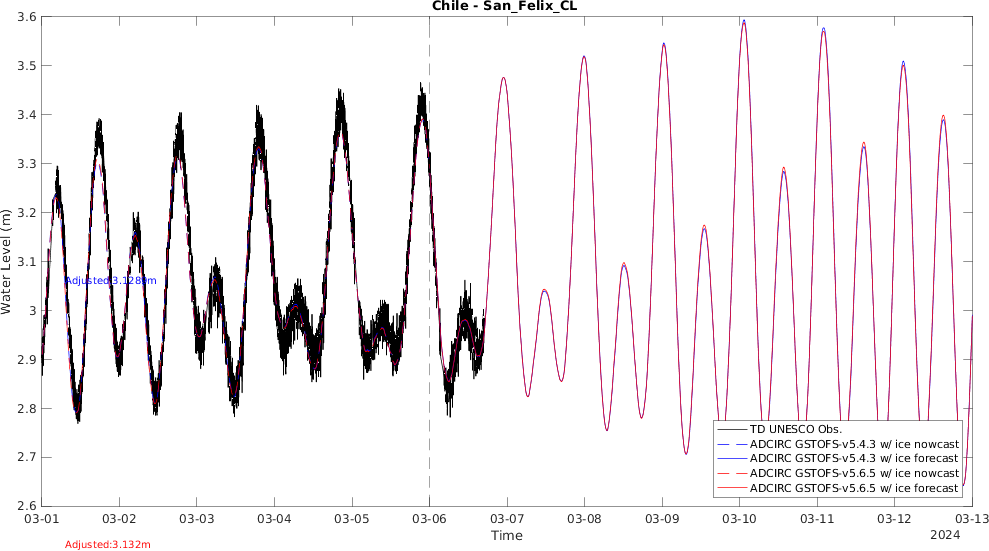 Chile - San_Felix_CL
3.6
3.5
3.4
3.3
3.2
3.1
3
2.9
2.8
2.7
2.6
Water Level (m)
Adjusted:3.1280m
TD UNESCO Obs.
ADCIRC GSTOFS-v5.4.3 w/ ice nowcast
ADCIRC GSTOFS-v5.4.3 w/ ice forecast
ADCIRC GSTOFS-v5.6.5 w/ ice nowcast
ADCIRC GSTOFS-v5.6.5 w/ ice forecast
03-01 03-02 03-03 03-04 03-05 03-06 03-07 03-08 03-09 03-10 03-11 03-12 03-13
Time
2024
Adjusted:3.132m